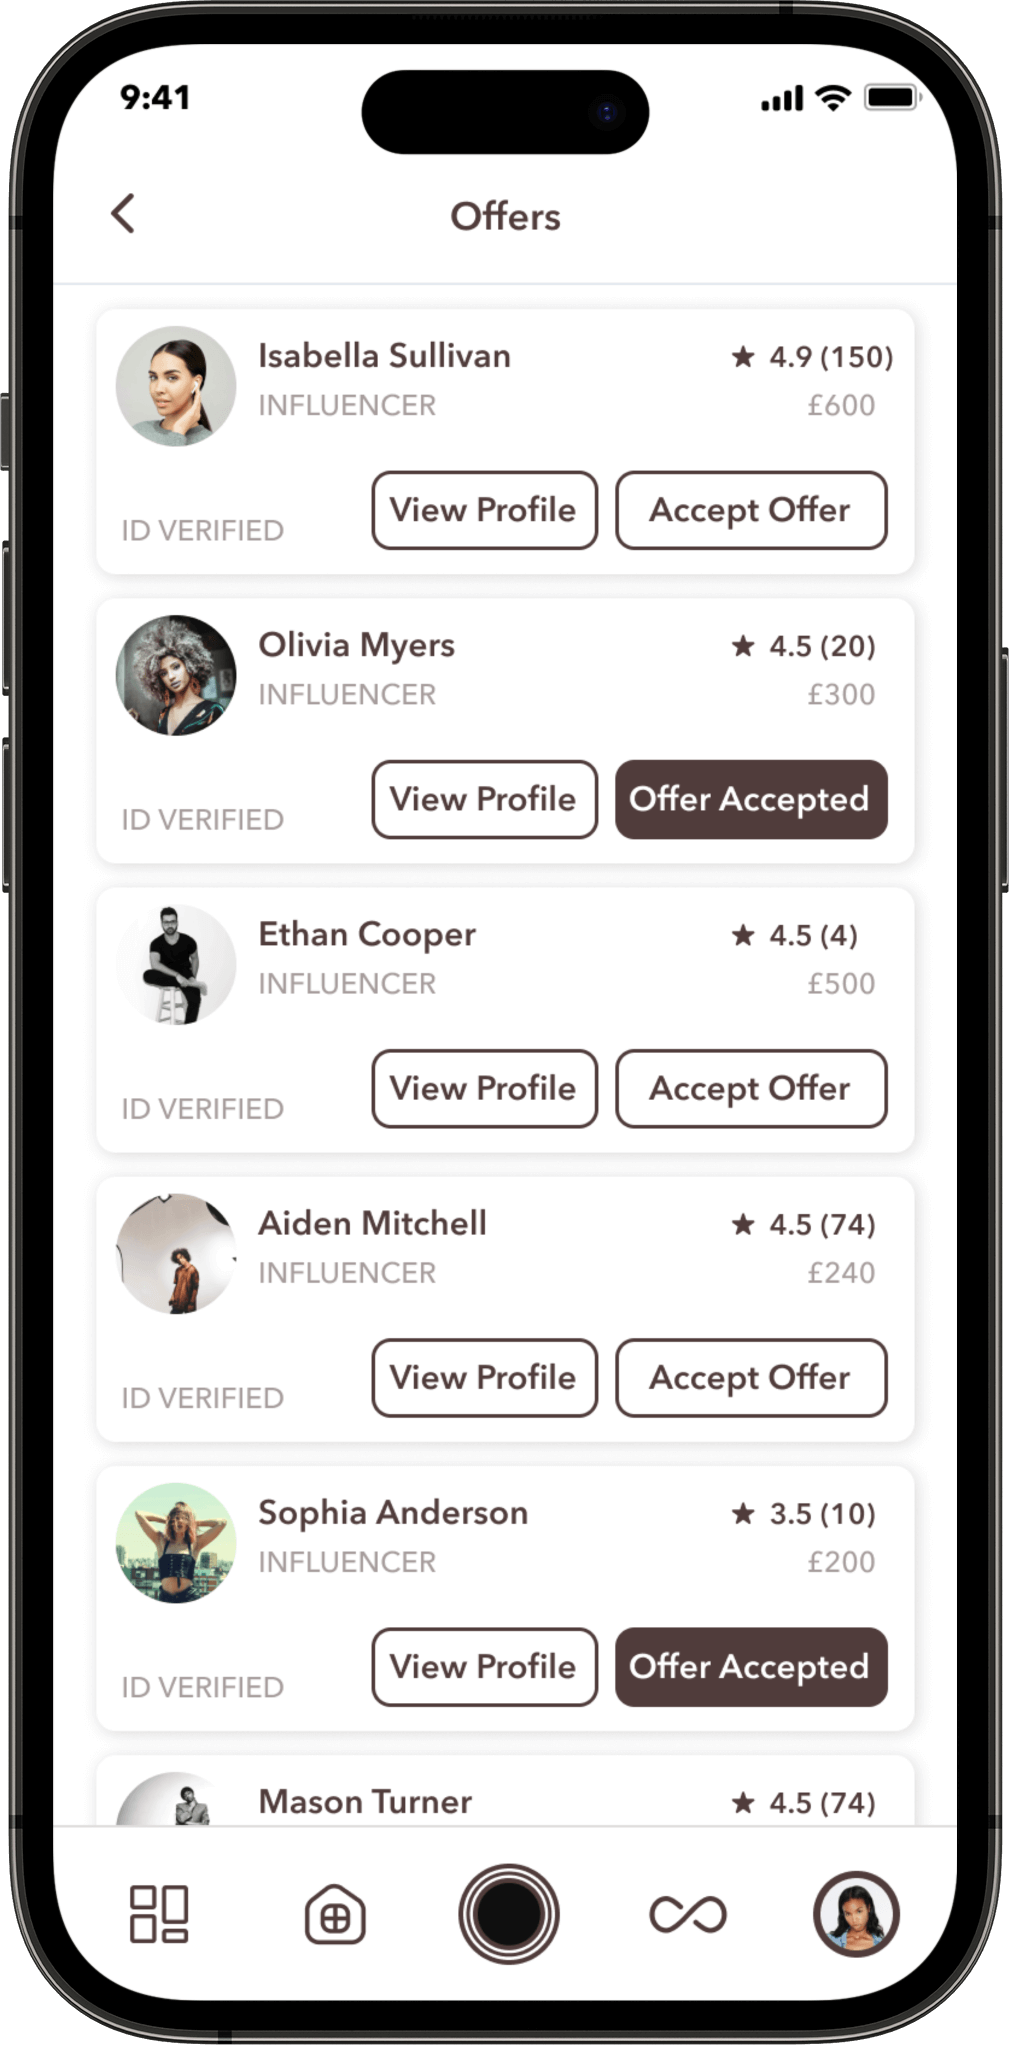 9:41
Offers
Isabella Sullivan ★ 4.9 (150)
INFLUENCER £600
ID VERIFIED View Profile Accept Offer
Olivia Myers ★ 4.5 (20)
INFLUENCER £300
ID VERIFIED View Profile Offer Accepted
Ethan Cooper ★ 4.5 (4)
INFLUENCER £500
ID VERIFIED View Profile Accept Offer
Aiden Mitchell ★ 4.5 (74)
INFLUENCER £240
ID VERIFIED View Profile Accept Offer
Sophia Anderson ★ 3.5 (10)
INFLUENCER £200
ID VERIFIED View Profile Offer Accepted
Mason Turner ★ 4.5 (74)